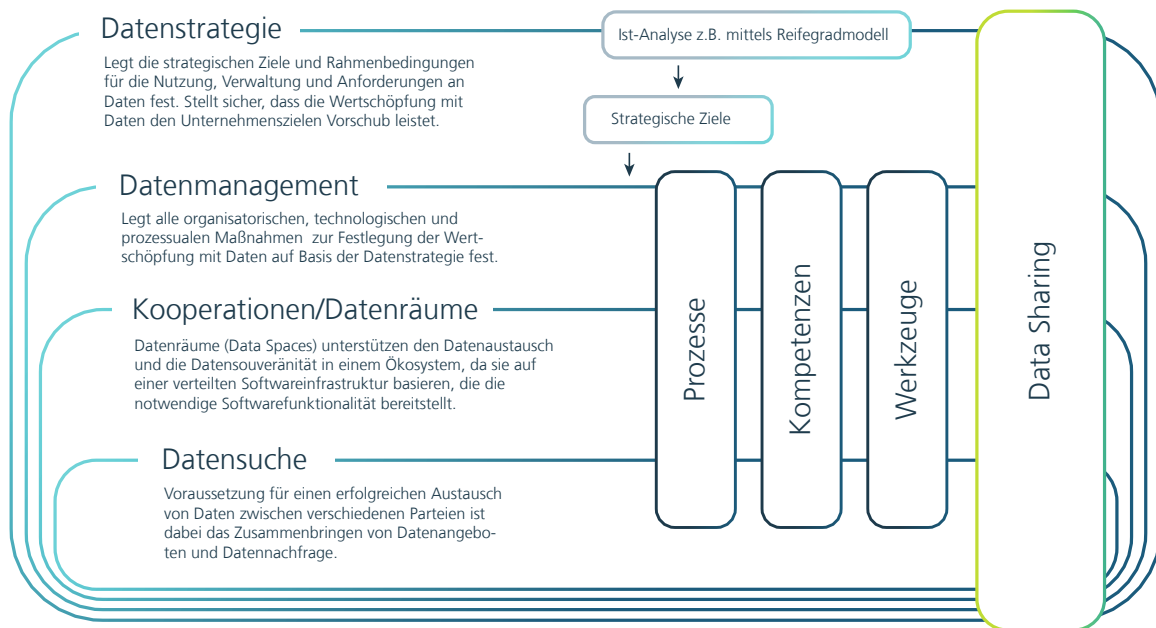 Datenstrategie
Legt die strategischen Ziele und Rahmenbedingungen
für die Nutzung, Verwaltung und Anforderungen an
Daten fest. Stellt sicher, dass die Wertschöpfung mit
Daten den Unternehmenszielen Vorschub leistet.
Ist-Analyse z.B. mittels Reifegradmodell
Strategische Ziele
Datenmanagement
Legt alle organisatorischen, technologischen und
prozessualen Maßnahmen zur Festlegung der Wert-
schöpfung mit Daten auf Basis der Datenstrategie fest.
Kooperationen/Datenräume
Datenräume (Data Spaces) unterstützen den Datenaustausch
und die Datensouveränität in einem Ökosystem, da sie auf
einer verteilten Softwareinfrastruktur basieren, die die
notwendige Softwarefunktionalität bereitstellt.
Datensuche
Voraussetzung für einen erfolgreichen Austausch
von Daten zwischen verschiedenen Parteien ist
dabei das Zusammenbringen von Datenangebo-
ten und Datennachfrage.
Prozesse
Kompetenzen
Werkzeuge
Data Sharing